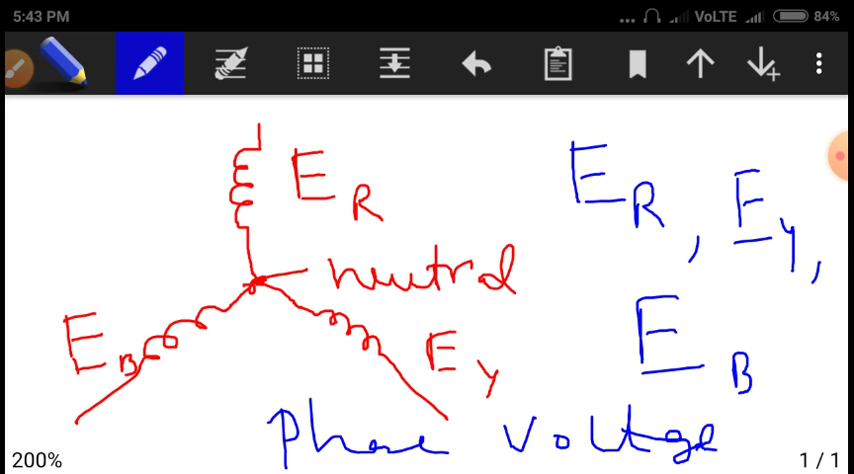 5:43 PM
... VoLTE 84%
E_R
E_R, E_Y,
neutral
E_B
E_Y
E_B
Phase Voltage
200%
1 / 1